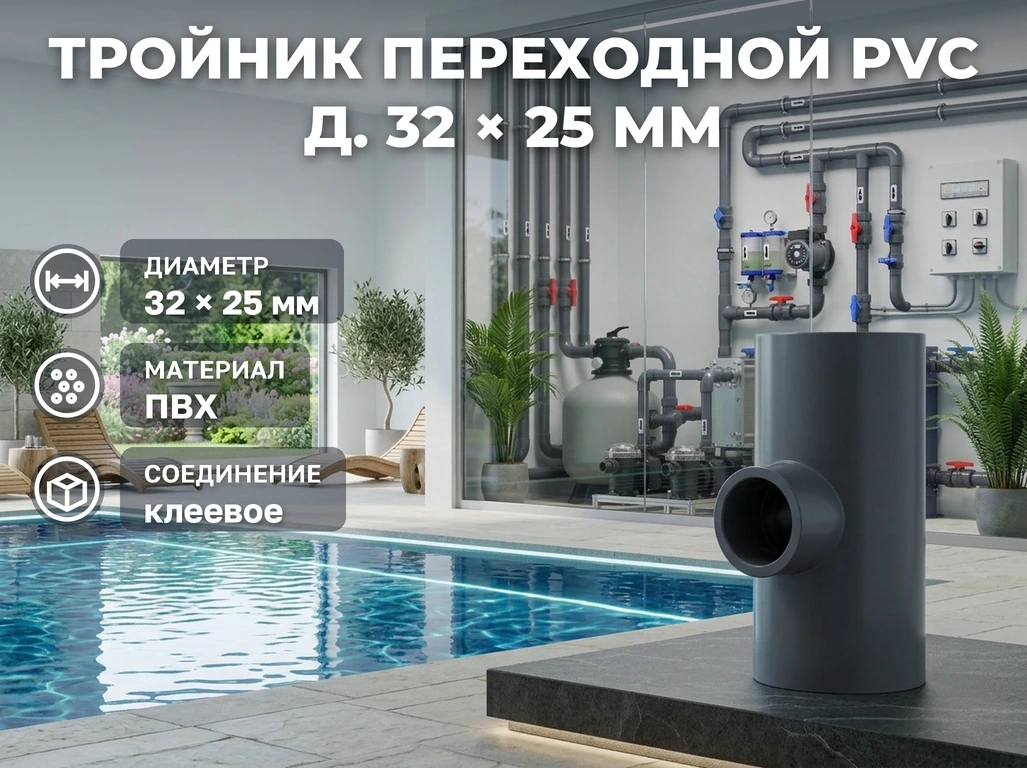 ТРОЙНИК ПЕРЕХОДНОЙ PVC
Д. 32 × 25 ММ
ДИАМЕТР
32 × 25 мм
МАТЕРИАЛ
ПВХ
СОЕДИНЕНИЕ
клеевое